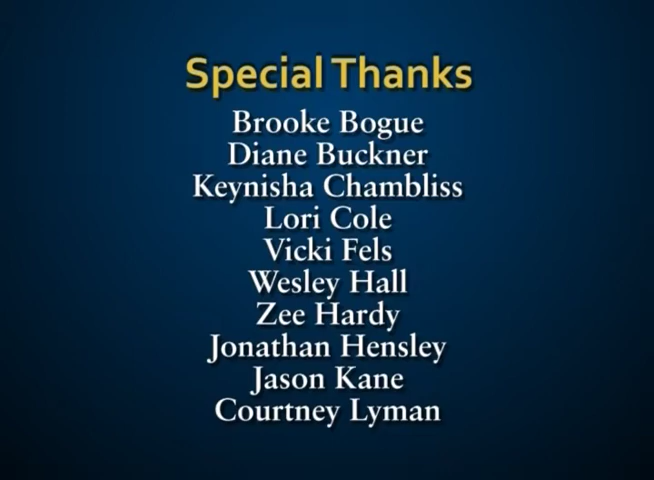 Special Thanks
Brooke Bogue
Diane Buckner
Keynisha Chambliss
Lori Cole
Vicki Fels
Wesley Hall
Zee Hardy
Jonathan Hensley
Jason Kane
Courtney Lyman